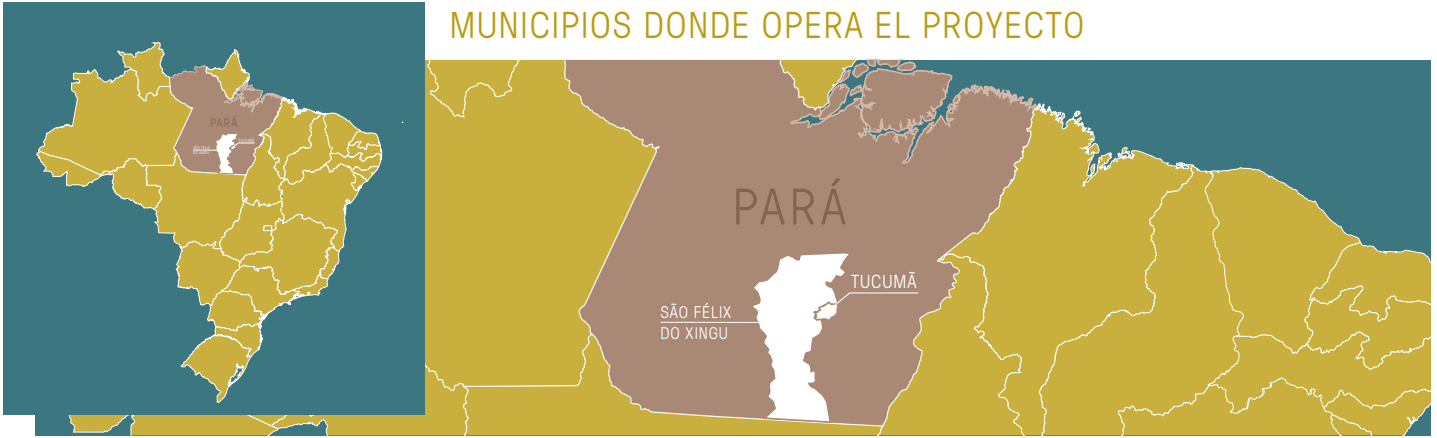 MUNICIPIOS DONDE OPERA EL PROYECTO
PARÁ
PARÁ
TUCUMÃ
SÃO FÉLIX
DO XINGU